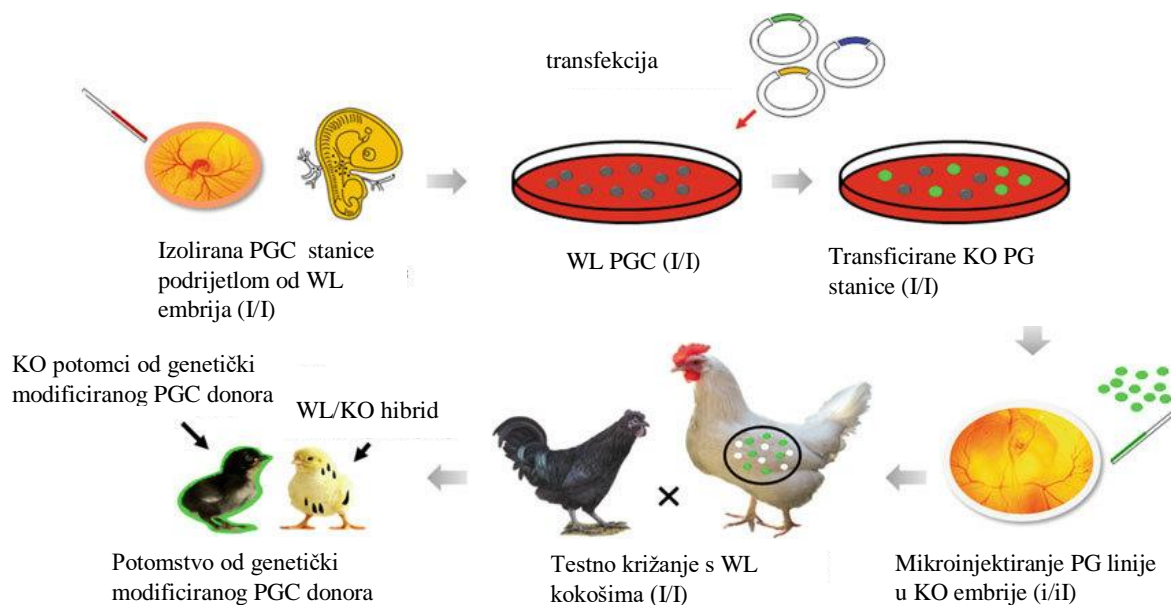 transfekcija
Izolirana PGC stanice
podrijetlom od WL
embrija (I/I)
WL PGC (I/I)
Transficirane KO PG
stanice (I/I)
KO potomci od genetički
modificiranog PGC donora
WL/KO hibrid
Potomstvo od genetički
modificiranog PGC donora
Testno križanje s WL
kokošima (I/I)
Mikroinjektiranje PG linije
u KO embrije (i/iI)